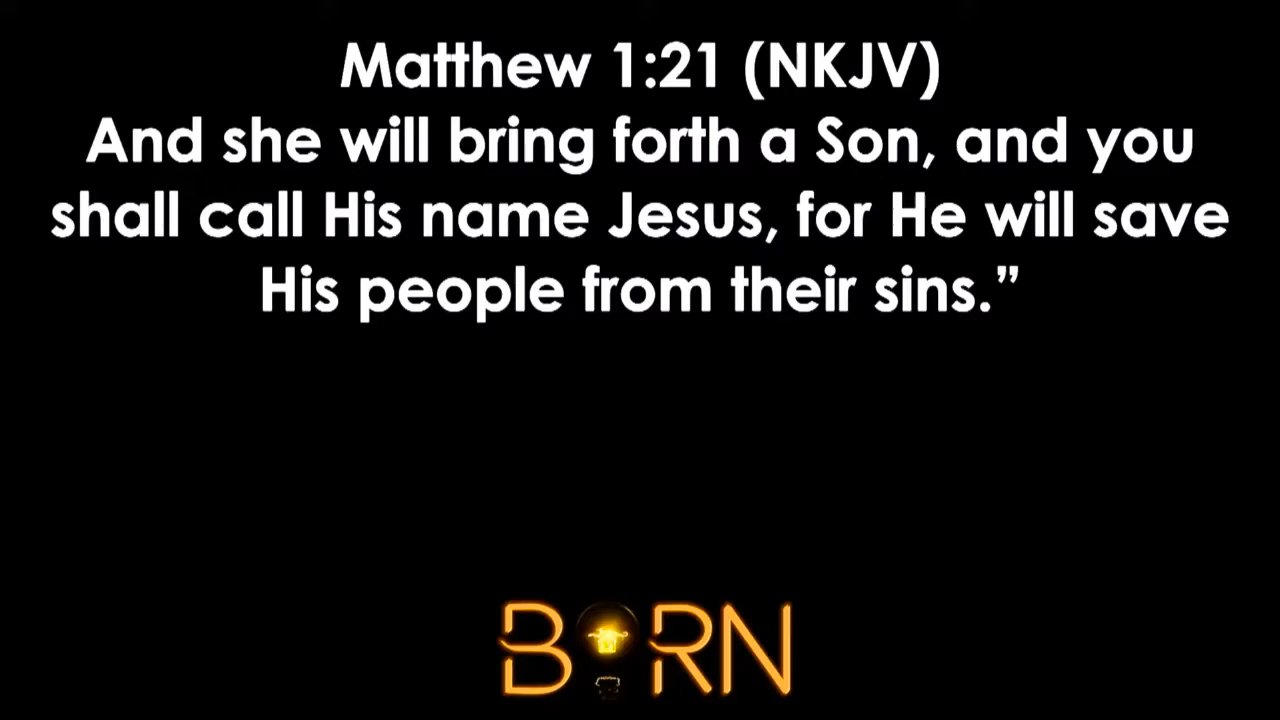 Matthew 1:21 (NKJV)
And she will bring forth a Son, and you
shall call His name Jesus, for He will save
His people from their sins.”
BORN